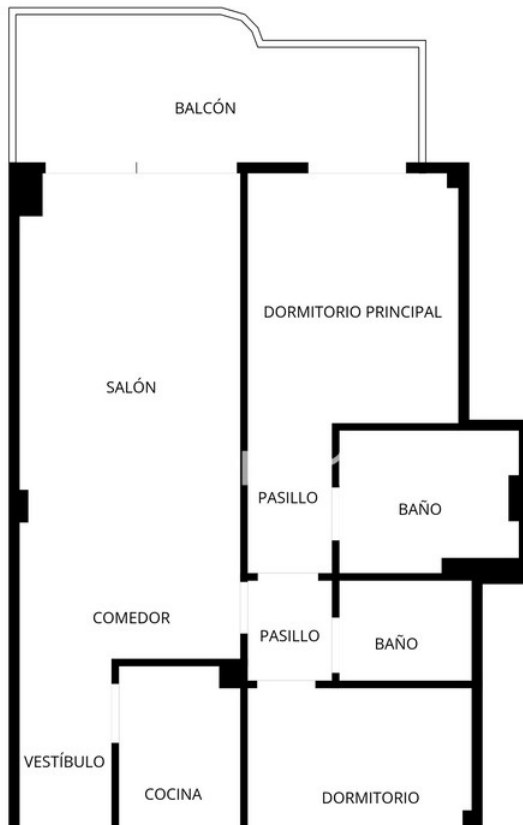 BALCÓN
DORMITORIO PRINCIPAL
SALÓN
PASILLO
BAÑO
COMEDOR
PASILLO
BAÑO
VESTÍBULO
COCINA
DORMITORIO